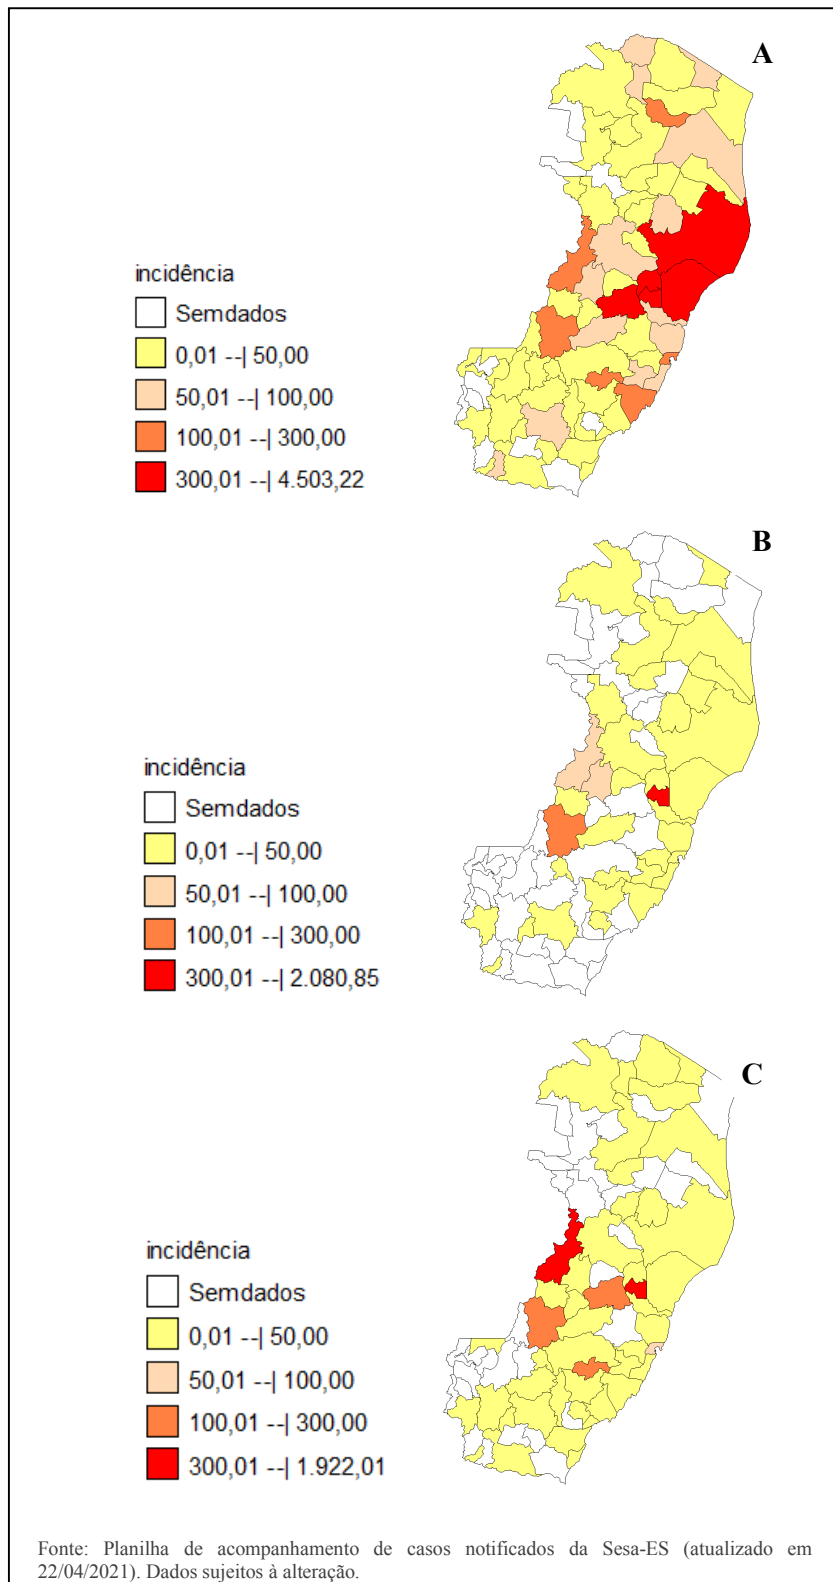 A
incidência
Semdados
0,01 --| 50,00
50,01 --| 100,00
100,01 --| 300,00
300,01 --| 4.503,22
B
incidência
Semdados
0,01 --| 50,00
50,01 --| 100,00
100,01 --| 300,00
300,01 --| 2.080,85
C
incidência
Semdados
0,01 --| 50,00
50,01 --| 100,00
100,01 --| 300,00
300,01 --| 1.922,01
Fonte: Planilha de acompanhamento de casos notificados da Sesa-ES (atualizado em
22/04/2021). Dados sujeitos à alteração.